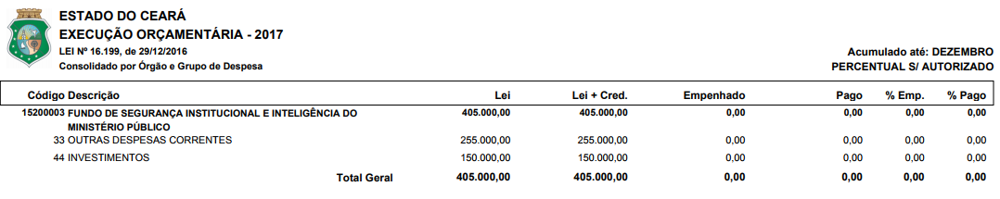 ESTADO DO CEARÁ
EXECUÇÃO ORÇAMENTÁRIA - 2017
LEI Nº 16.199, de 29/12/2016
Consolidado por Órgão e Grupo de Despesa
Acumulado até: DEZEMBRO
PERCENTUAL S/ AUTORIZADO
Código Descrição Lei Lei + Cred. Empenhado Pago % Emp. % Pago
15200003 FUNDO DE SEGURANÇA INSTITUCIONAL E INTELIGÊNCIA DO 405.000,00 405.000,00 0,00 0,00 0,00 0,00
MINISTÉRIO PÚBLICO
33 OUTRAS DESPESAS CORRENTES 255.000,00 255.000,00 0,00 0,00 0,00 0,00
44 INVESTIMENTOS 150.000,00 150.000,00 0,00 0,00 0,00 0,00
Total Geral 405.000,00 405.000,00 0,00 0,00 0,00 0,00